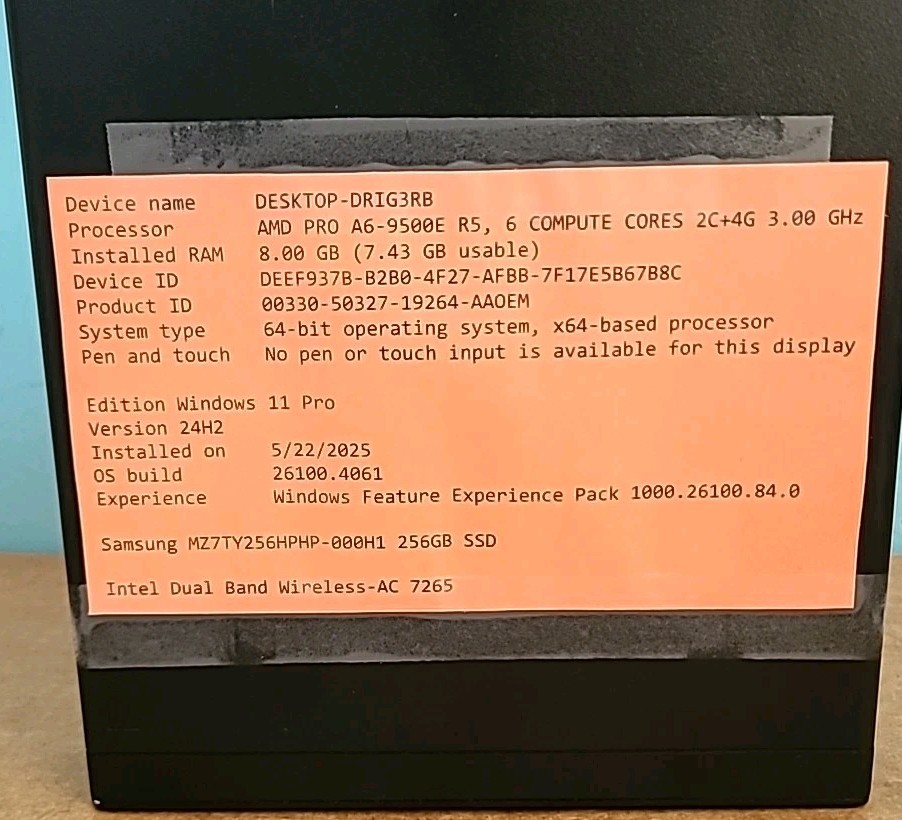 Device name DESKTOP-DRIG3RB
Processor AMD PRO A6-9500E R5, 6 COMPUTE CORES 2C+4G 3.00 GHz
Installed RAM 8.00 GB (7.43 GB usable)
Device ID DEEF937B-B2B0-4F27-AFBB-7F17E5B67B8C
Product ID 00330-50327-19264-AAOEM
System type 64-bit operating system, x64-based processor
Pen and touch No pen or touch input is available for this display
Edition Windows 11 Pro
Version 24H2
Installed on 5/22/2025
OS build 26100.4061
Experience Windows Feature Experience Pack 1000.26100.84.0
Samsung MZ7TY256HPHP-000H1 256GB SSD
Intel Dual Band Wireless-AC 7265